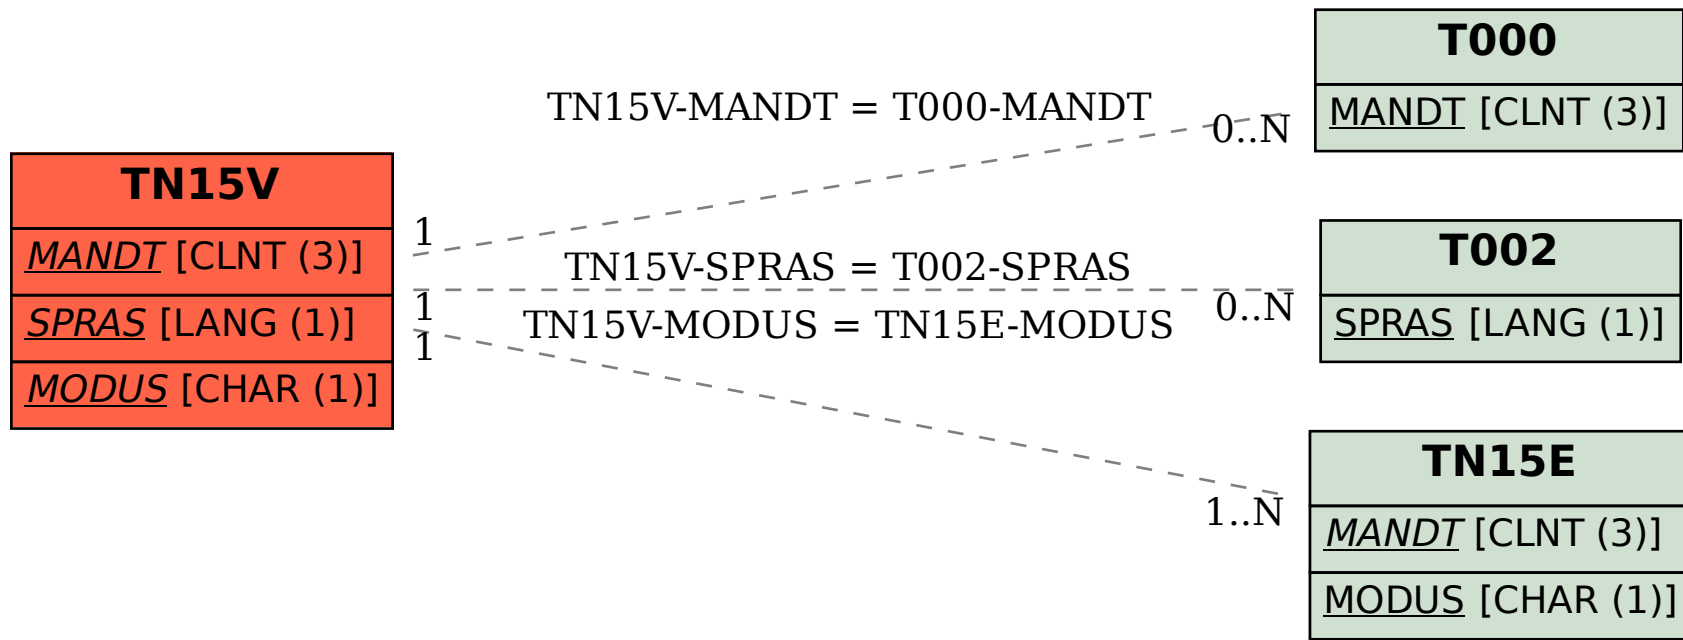 TN15V
MANDT [CLNT (3)]
SPRAS [LANG (1)]
MODUS [CHAR (1)]
TN15V-MANDT = T000-MANDT
1
0..N
TN15V-SPRAS = T002-SPRAS
1
0..N
TN15V-MODUS = TN15E-MODUS
1
1..N
T000
MANDT [CLNT (3)]
T002
SPRAS [LANG (1)]
TN15E
MANDT [CLNT (3)]
MODUS [CHAR (1)]